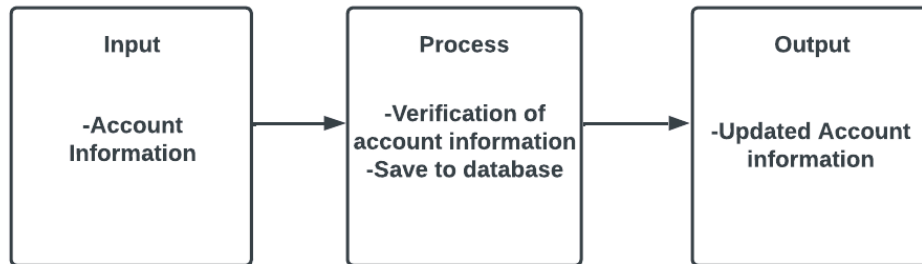 Input
-Account
Information
Process
-Verification of
account information
-Save to database
Output
-Updated Account
information